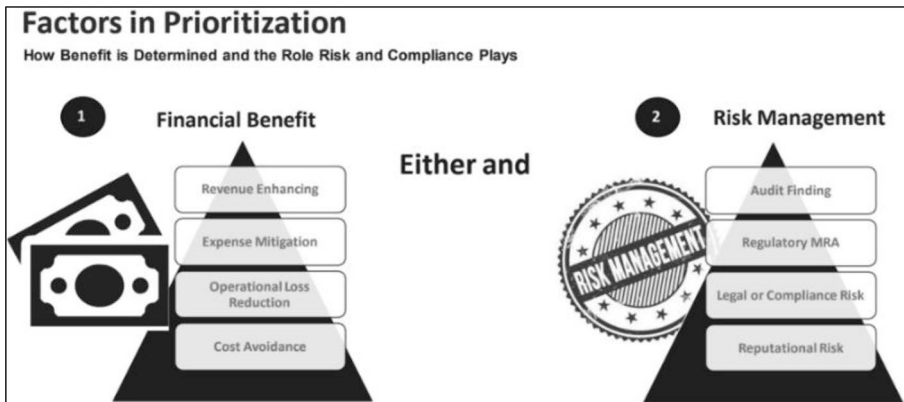 Factors in Prioritization
How Benefit is Determined and the Role Risk and Compliance Plays
1
Financial Benefit
Revenue Enhancing
Expense Mitigation
Operational Loss
Reduction
Cost Avoidance
Either and
2
Risk Management
RISK MANAGEMENT
Audit Finding
Regulatory MRA
Legal or Compliance Risk
Reputational Risk